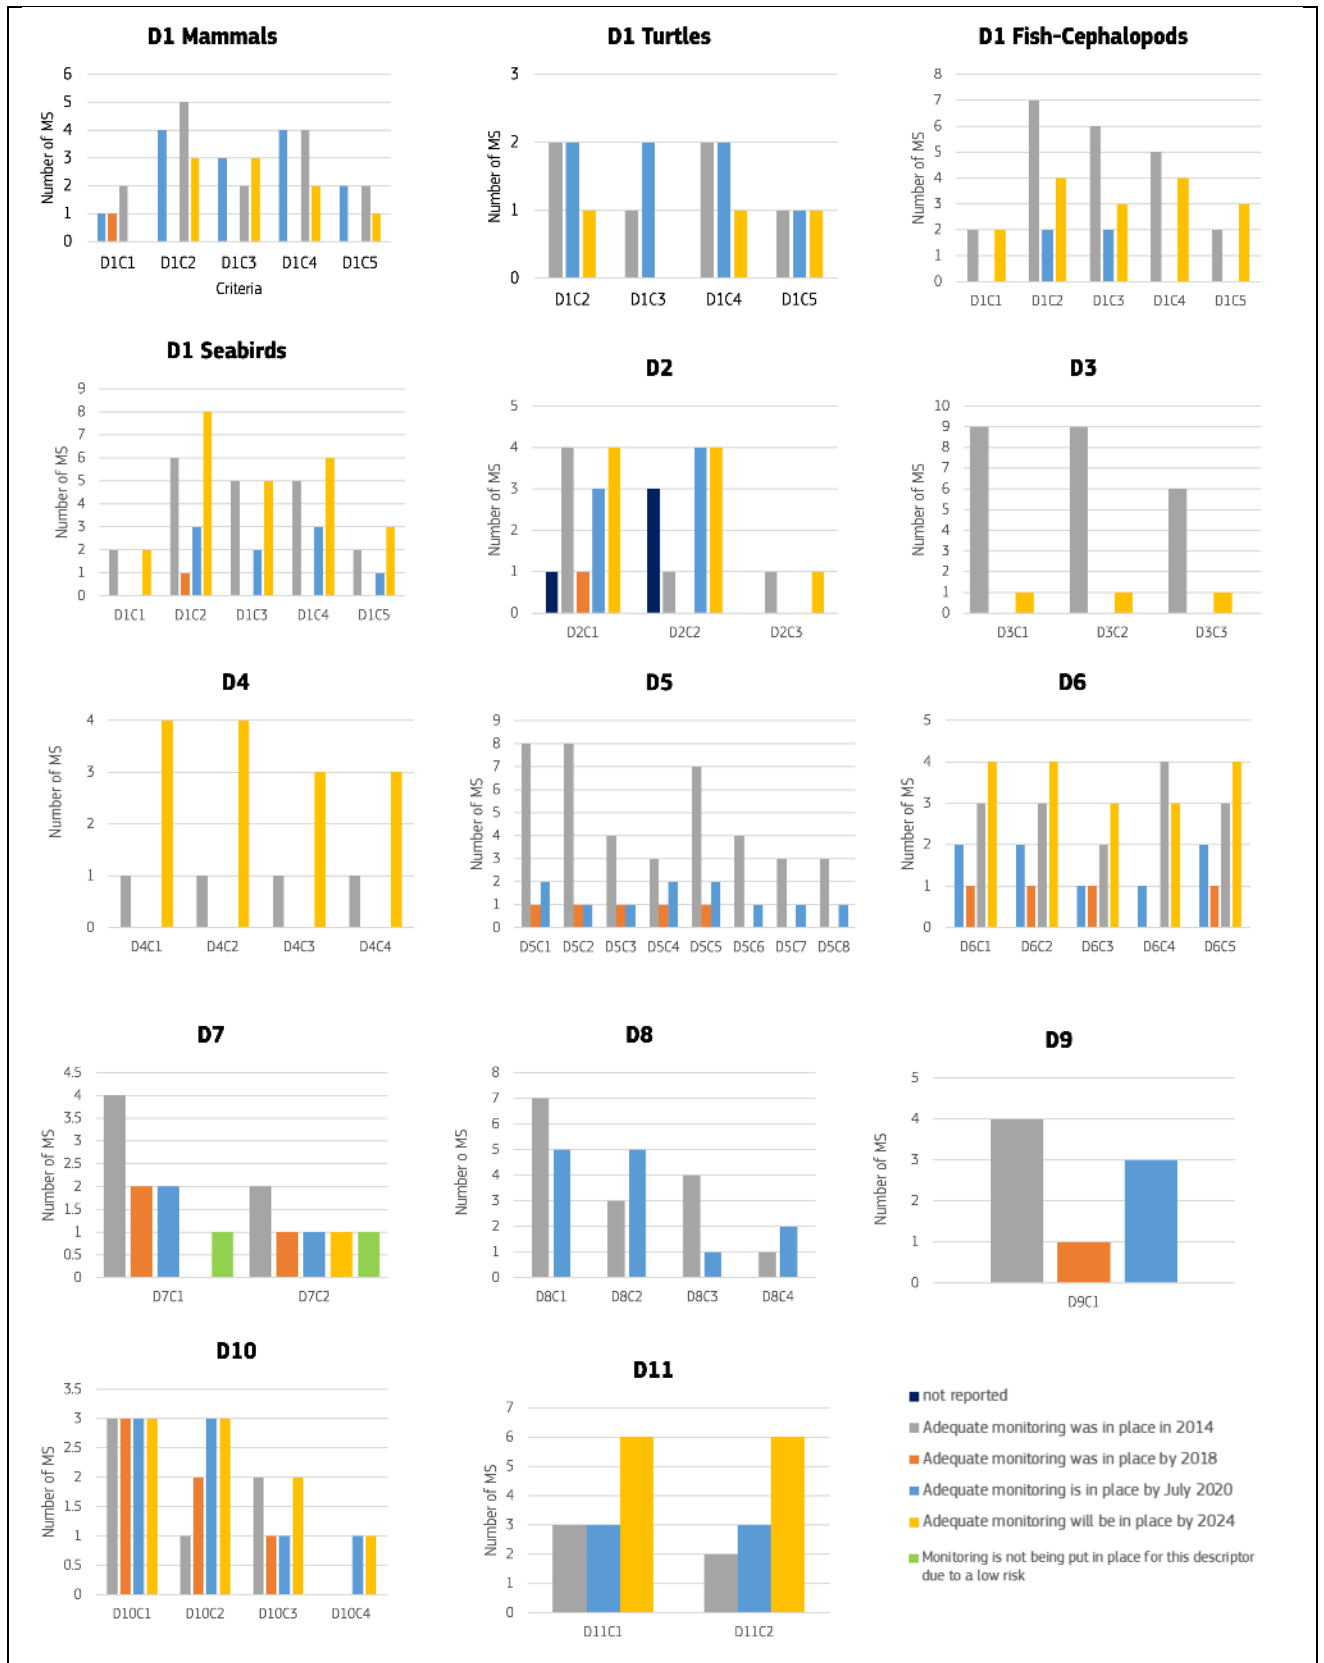 D1 Mammals
Number of MS
6
5
4
3
2
1
0
D1C1 D1C2 D1C3 D1C4 D1C5
Criteria
D1 Turtles
Number of MS
3
2
1
0
D1C2 D1C3 D1C4 D1C5
D1 Fish-Cephalopods
Number of MS
8
7
6
5
4
3
2
1
0
D1C1 D1C2 D1C3 D1C4 D1C5
D1 Seabirds
Number of MS
9
8
7
6
5
4
3
2
1
0
D1C1 D1C2 D1C3 D1C4 D1C5
D2
Number of MS
5
4
3
2
1
0
D2C1 D2C2 D2C3
D3
Number of MS
10
9
8
7
6
5
4
3
2
1
0
D3C1 D3C2 D3C3
D4
Number of MS
4
3
2
1
0
D4C1 D4C2 D4C3 D4C4
D5
Number of MS
9
8
7
6
5
4
3
2
1
0
D5C1 D5C2 D5C3 D5C4 D5C5 D5C6 D5C7 D5C8
D6
Number of MS
5
4
3
2
1
0
D6C1 D6C2 D6C3 D6C4 D6C5
D7
Number of MS
4.5
4
3.5
3
2.5
2
1.5
1
0.5
0
D7C1 D7C2
D8
Number o MS
8
7
6
5
4
3
2
1
0
D8C1 D8C2 D8C3 D8C4
D9
Number of MS
5
4
3
2
1
0
D9C1
D10
Number of MS
3.5
3
2.5
2
1.5
1
0.5
0
D10C1 D10C2 D10C3 D10C4
D11
Number of MS
7
6
5
4
3
2
1
0
D11C1 D11C2
not reported
Adequate monitoring was in place in 2014
Adequate monitoring was in place by 2018
Adequate monitoring is in place by July 2020
Adequate monitoring will be in place by 2024
Monitoring is not being put in place for this descriptor
due to a low risk